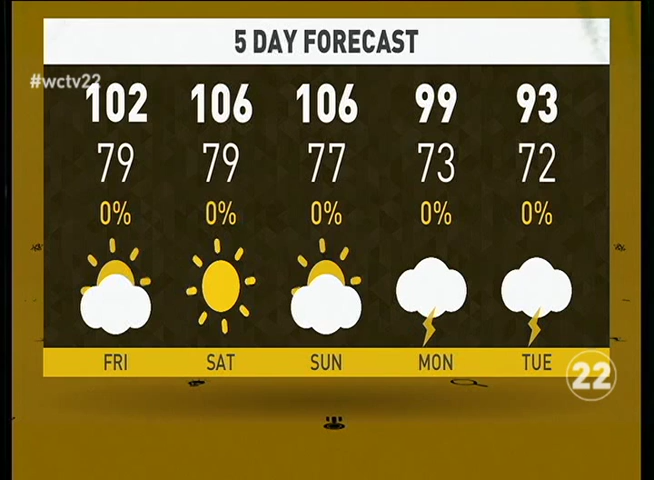 5 DAY FORECAST
#wctv22
102 106 106 99 93
79 79 77 73 72
0% 0% 0% 0% 0%
FRI SAT SUN MON TUE
22